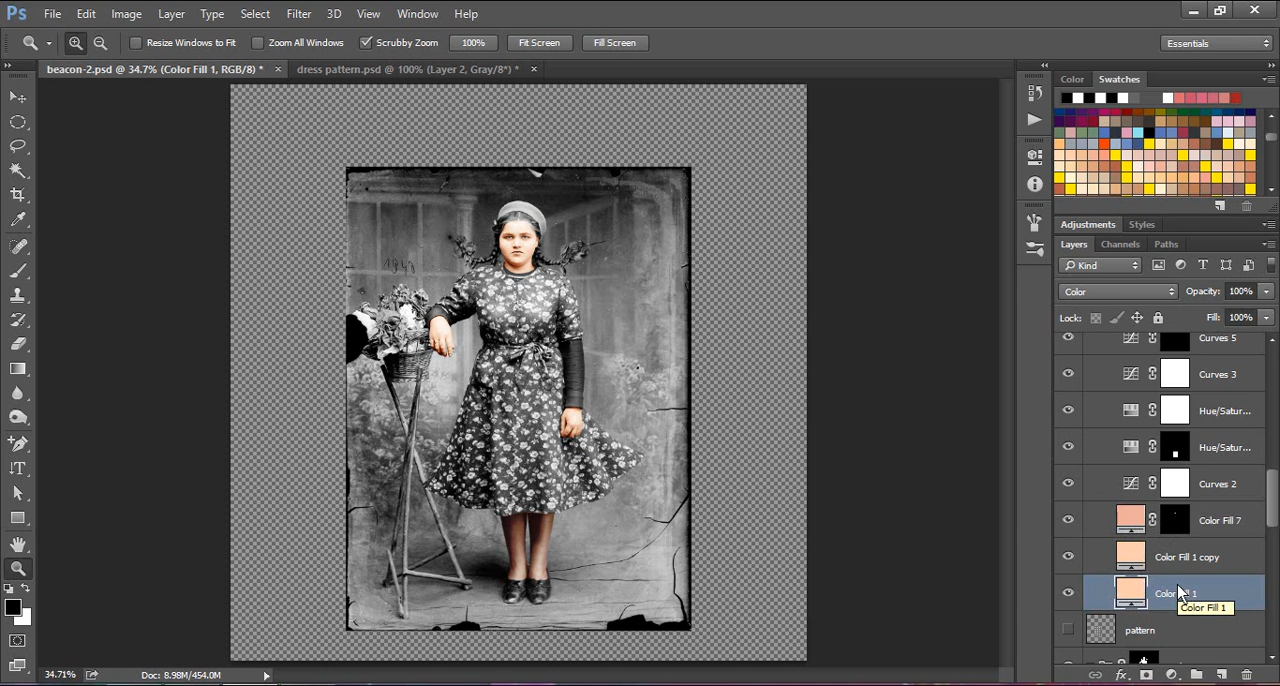 Ps File Edit Image Layer Type Select Filter 3D View Window Help
Resize Windows to Fit Zoom All Windows Scrubby Zoom 100% Fit Screen Fill Screen Essentials
beacon-2.psd @ 34.7% (Color Fill 1, RGB/8) * × dress pattern.psd @ 100% (Layer 2, Gray/8*) * ×
Color Swatches
Adjustments Styles
Layers Channels Paths
Kind
Color Opacity: 100%
Lock: Fill: 100%
Curves 5
Curves 3
Hue/Satur...
Hue/Satur...
Curves 2
Color Fill 7
Color Fill 1 copy
Color Fill 1
Color Fill 1
pattern
34.71% Doc: 8.98M/454.0M